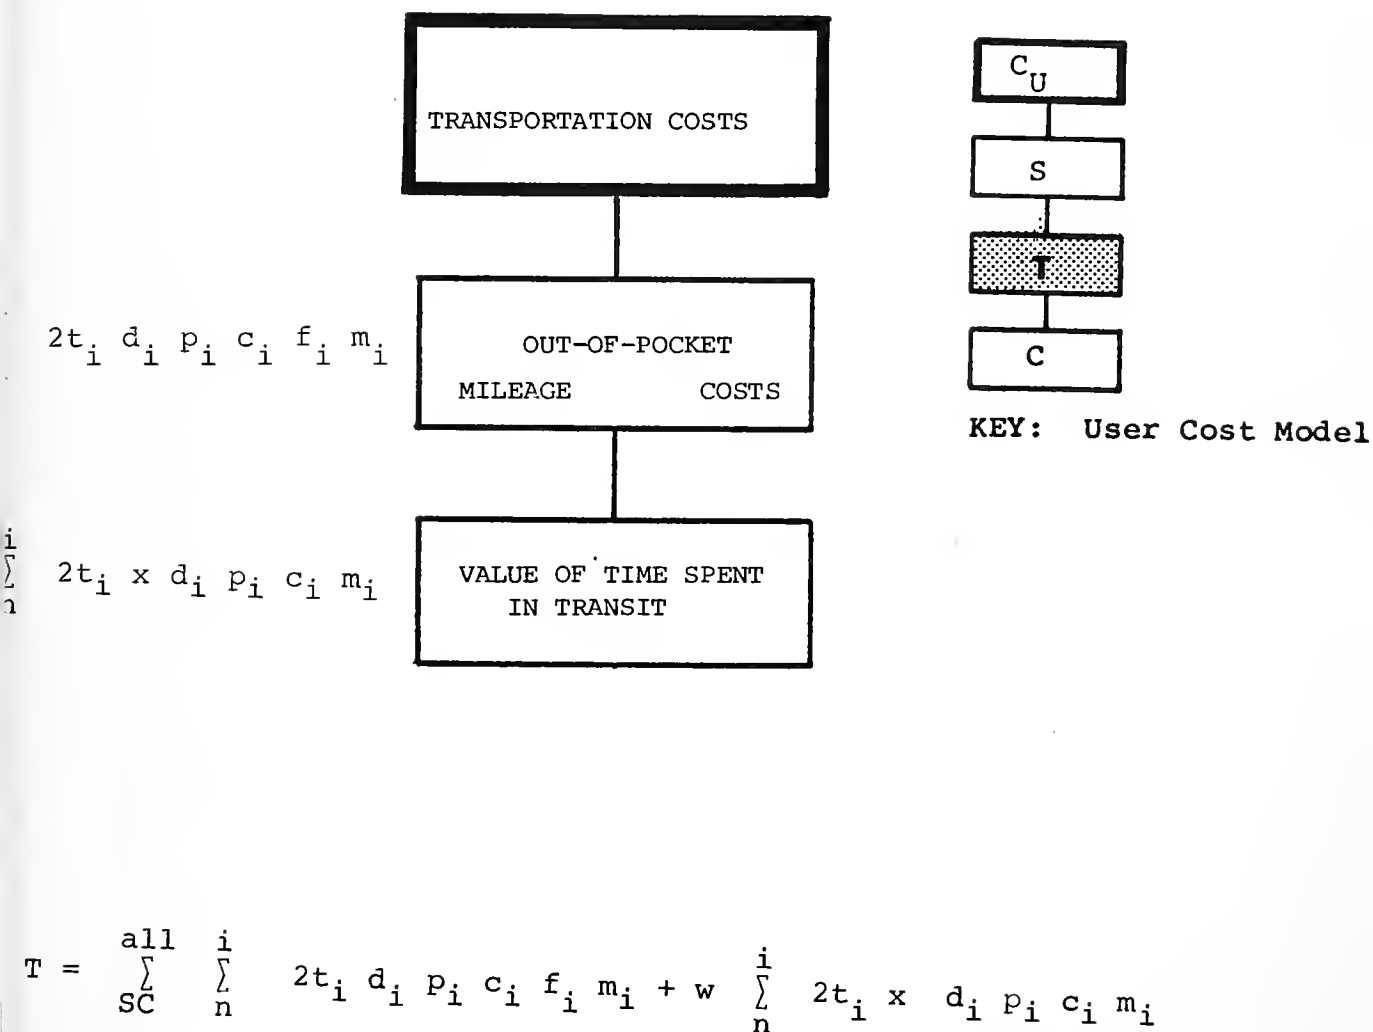 TRANSPORTATION COSTS
C_U
S
T
C
KEY: User Cost Model
2t_i d_i p_i c_i f_i m_i
OUT-OF-POCKET
MILEAGE COSTS
i
∑ 2t_i x d_i p_i c_i m_i
n
VALUE OF TIME SPENT
IN TRANSIT
all i i
T = ∑ ∑ 2t_i d_i p_i c_i f_i m_i + w ∑ 2t_i x d_i p_i c_i m_i
SC n n